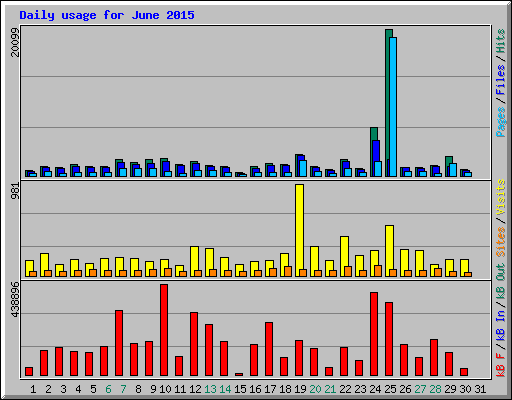 Daily usage for June 2015
20099
981
438896
Pages / Files / Hits
Sites / Visits
kB F / kB In / kB Out
1 2 3 4 5 6 7 8 9 10 11 12 13 14 15 16 17 18 19 20 21 22 23 24 25 26 27 28 29 30 31